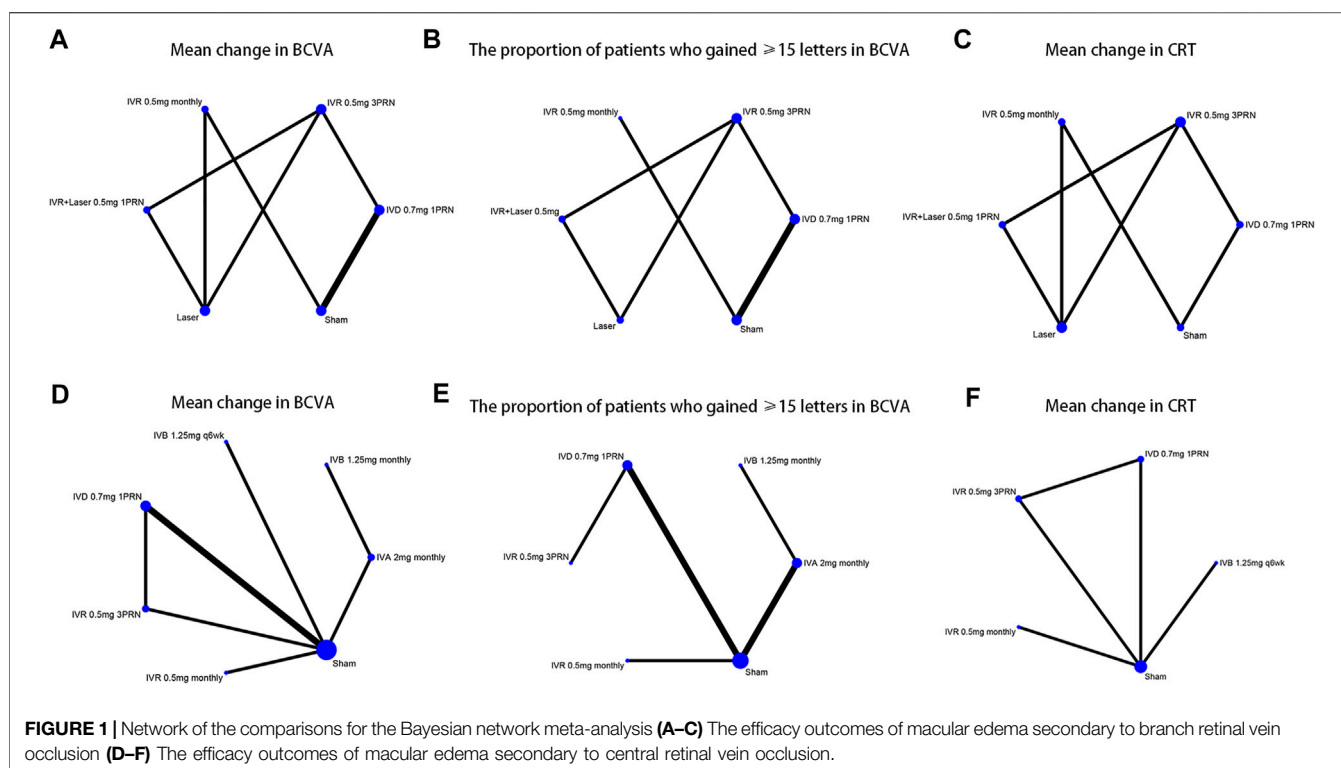 A
Mean change in BCVA
IVR 0.5mg monthly
IVR 0.5mg 3PRN
IVR+Laser 0.5mg 1PRN
IVD 0.7mg 1PRN
Laser
Sham
B
The proportion of patients who gained ≥15 letters in BCVA
IVR 0.5mg monthly
IVR 0.5mg 3PRN
IVR+Laser 0.5mg
IVD 0.7mg 1PRN
Laser
Sham
C
Mean change in CRT
IVR 0.5mg monthly
IVR 0.5mg 3PRN
IVR+Laser 0.5mg 1PRN
IVD 0.7mg 1PRN
Laser
Sham
D
Mean change in BCVA
IVB 1.25mg q6wk
IVB 1.25mg monthly
IVD 0.7mg 1PRN
IVA 2mg monthly
IVR 0.5mg 3PRN
Sham
IVR 0.5mg monthly
E
The proportion of patients who gained ≥15 letters in BCVA
IVD 0.7mg 1PRN
IVB 1.25mg monthly
IVR 0.5mg 3PRN
IVA 2mg monthly
IVR 0.5mg monthly
Sham
F
Mean change in CRT
IVD 0.7mg 1PRN
IVR 0.5mg 3PRN
IVB 1.25mg q6wk
IVR 0.5mg monthly
Sham
FIGURE 1 | Network of the comparisons for the Bayesian network meta-analysis (A–C) The efficacy outcomes of macular edema secondary to branch retinal vein
occlusion (D–F) The efficacy outcomes of macular edema secondary to central retinal vein occlusion.